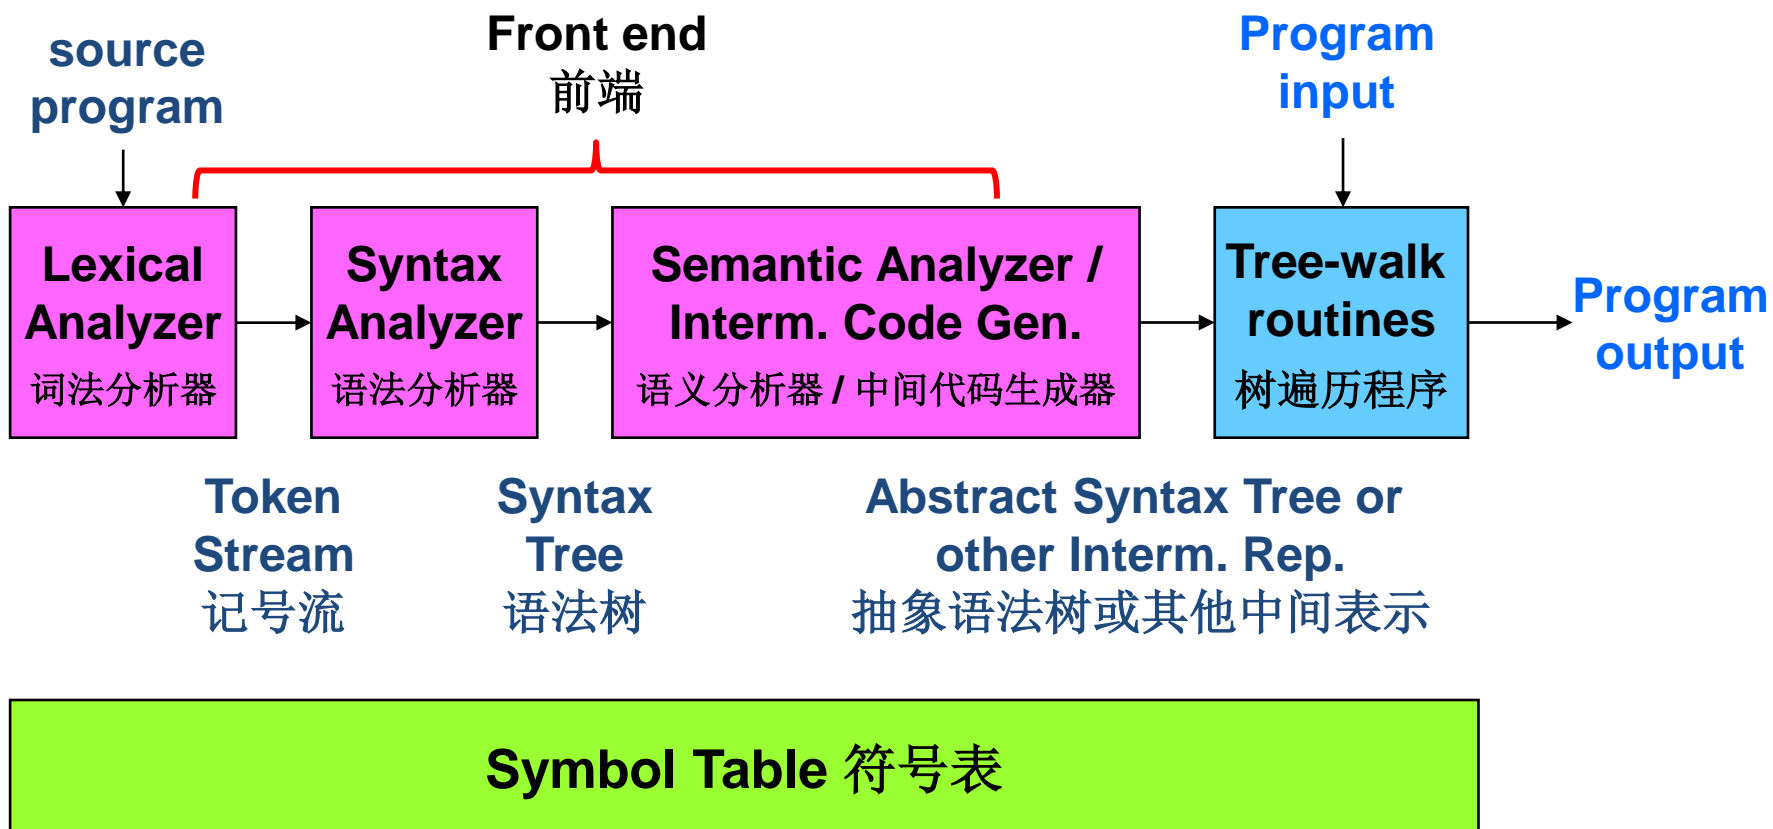 source
program
Front end
前端
Program
input
Lexical
Analyzer
词法分析器
Syntax
Analyzer
语法分析器
Semantic Analyzer /
Interm. Code Gen.
语义分析器 / 中间代码生成器
Tree-walk
routines
树遍历程序
Program
output
Token
Stream
记号流
Syntax
Tree
语法树
Abstract Syntax Tree or
other Interm. Rep.
抽象语法树或其他中间表示
Symbol Table 符号表